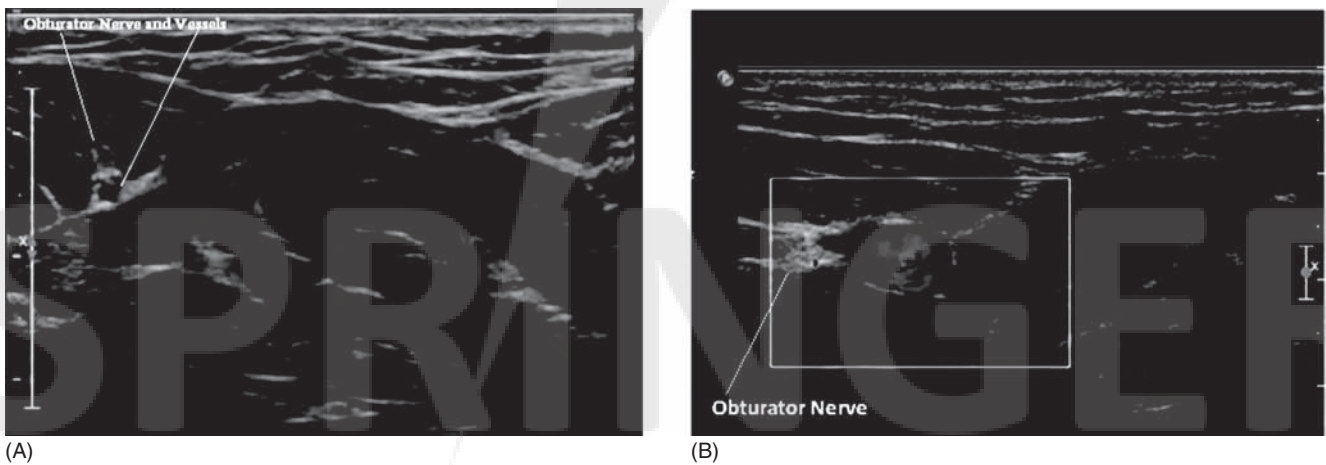 Obturator Nerve and Vessels
x
x
Obturator Nerve
(A)
(B)
SPRINGER